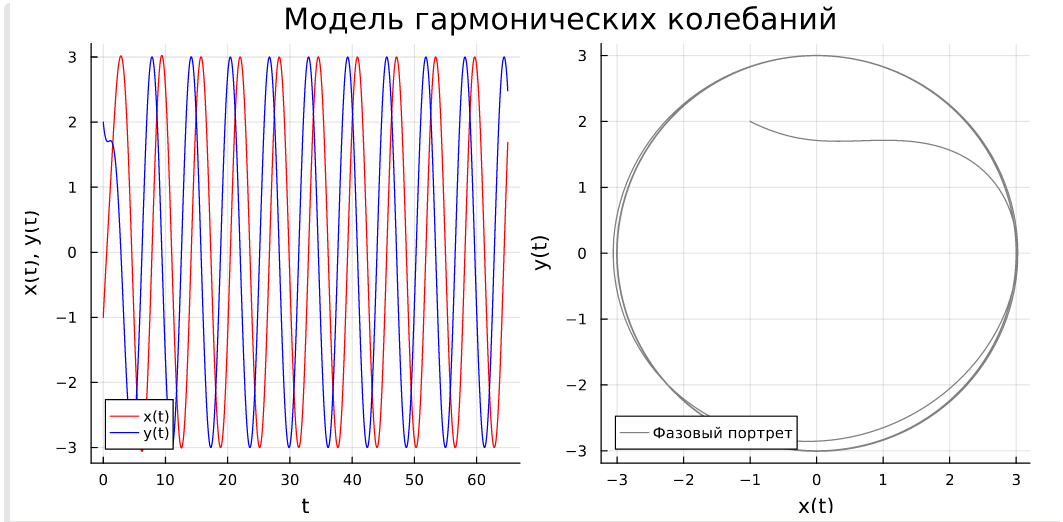 Модель гармонических колебаний
x(t), y(t)
3
2
1
0
−1
−2
−3
x(t)
y(t)
0 10 20 30 40 50 60
t
y(t)
3
2
1
0
−1
−2
−3
Фазовый портрет
−3 −2 −1 0 1 2 3
x(t)